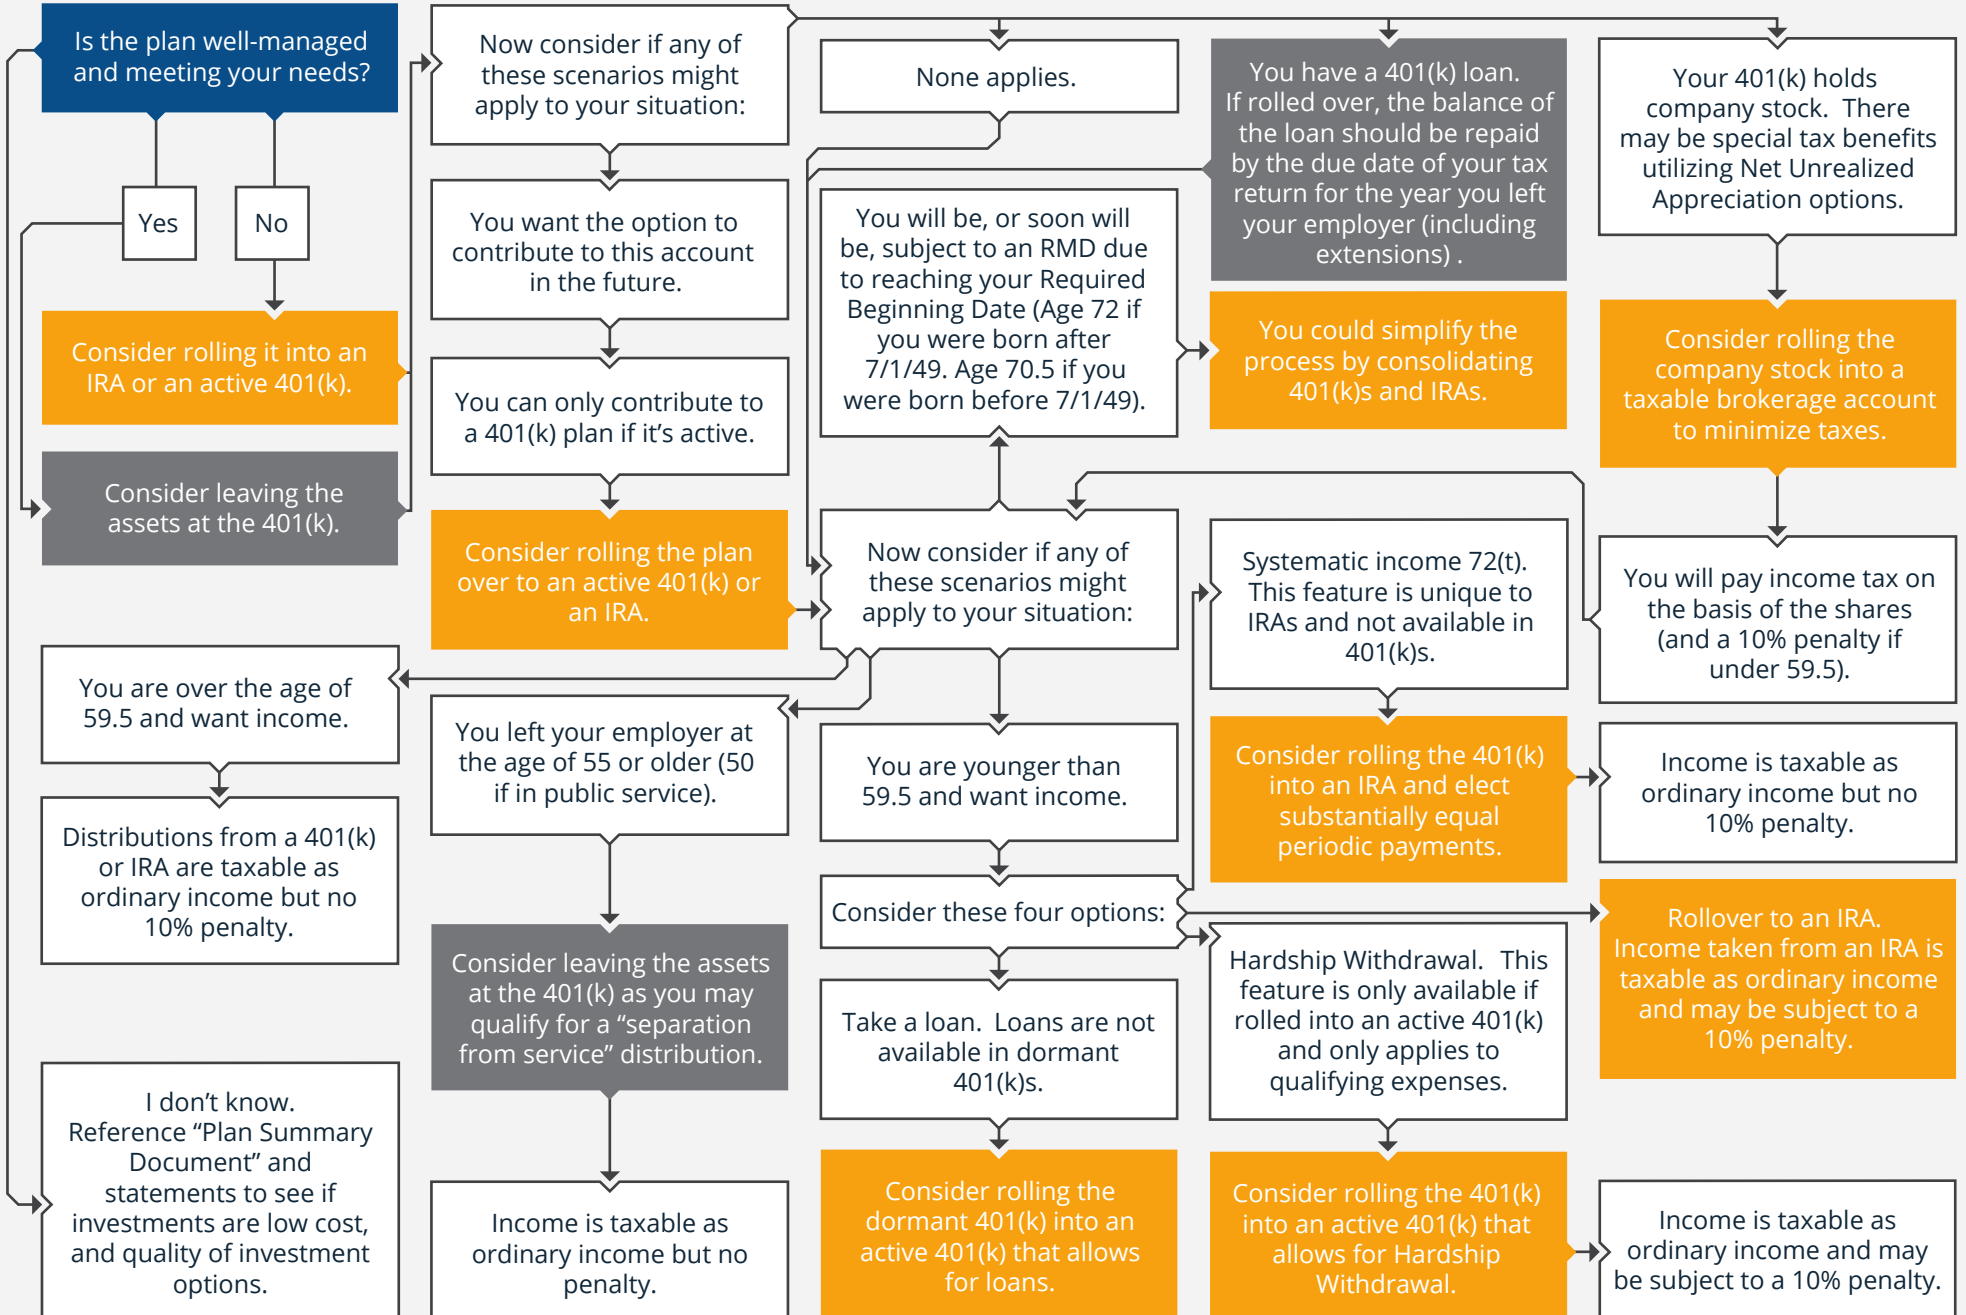 Is the plan well-managed
and meeting your needs?
Yes
No
Consider rolling it into an
IRA or an active 401(k).
Consider leaving the
assets at the 401(k).
I don’t know.
Reference “Plan Summary
Document” and
statements to see if
investments are low cost,
and quality of investment
options.
Now consider if any of
these scenarios might
apply to your situation:
You want the option to
contribute to this account
in the future.
You can only contribute to
a 401(k) plan if it’s active.
Consider rolling the plan
over to an active 401(k) or
an IRA.
None applies.
You have a 401(k) loan.
If rolled over, the balance of
the loan should be repaid
by the due date of your tax
return for the year you left
your employer (including
extensions) .
Your 401(k) holds
company stock.  There
may be special tax benefits
utilizing Net Unrealized
Appreciation options.
Consider rolling the
company stock into a
taxable brokerage account
to minimize taxes.
You will pay income tax on
the basis of the shares
(and a 10% penalty if
under 59.5).
Now consider if any of
these scenarios might
apply to your situation:
You will be, or soon will
be, subject to an RMD due
to reaching your Required
Beginning Date (Age 72 if
you were born after
7/1/49. Age 70.5 if you
were born before 7/1/49).
You could simplify the
process by consolidating
401(k)s and IRAs.
You are over the age of
59.5 and want income.
Distributions from a 401(k)
or IRA are taxable as
ordinary income but no
10% penalty.
You left your employer at
the age of 55 or older (50
if in public service).
Consider leaving the assets
at the 401(k) as you may
qualify for a “separation
from service” distribution.
Income is taxable as
ordinary income but no
penalty.
You are younger than
59.5 and want income.
Consider these four options:
Systematic income 72(t).
This feature is unique to
IRAs and not available in
401(k)s.
Consider rolling the 401(k)
into an IRA and elect
substantially equal
periodic payments.
Income is taxable as
ordinary income but no
10% penalty.
Rollover to an IRA.
Income taken from an IRA is
taxable as ordinary income
and may be subject to a
10% penalty.
Hardship Withdrawal.  This
feature is only available if
rolled into an active 401(k)
and only applies to
qualifying expenses.
Consider rolling the 401(k)
into an active 401(k) that
allows for Hardship
Withdrawal.
Income is taxable as
ordinary income and may
be subject to a 10% penalty.
Take a loan.  Loans are not
available in dormant
401(k)s.
Consider rolling the
dormant 401(k) into an
active 401(k) that allows
for loans.